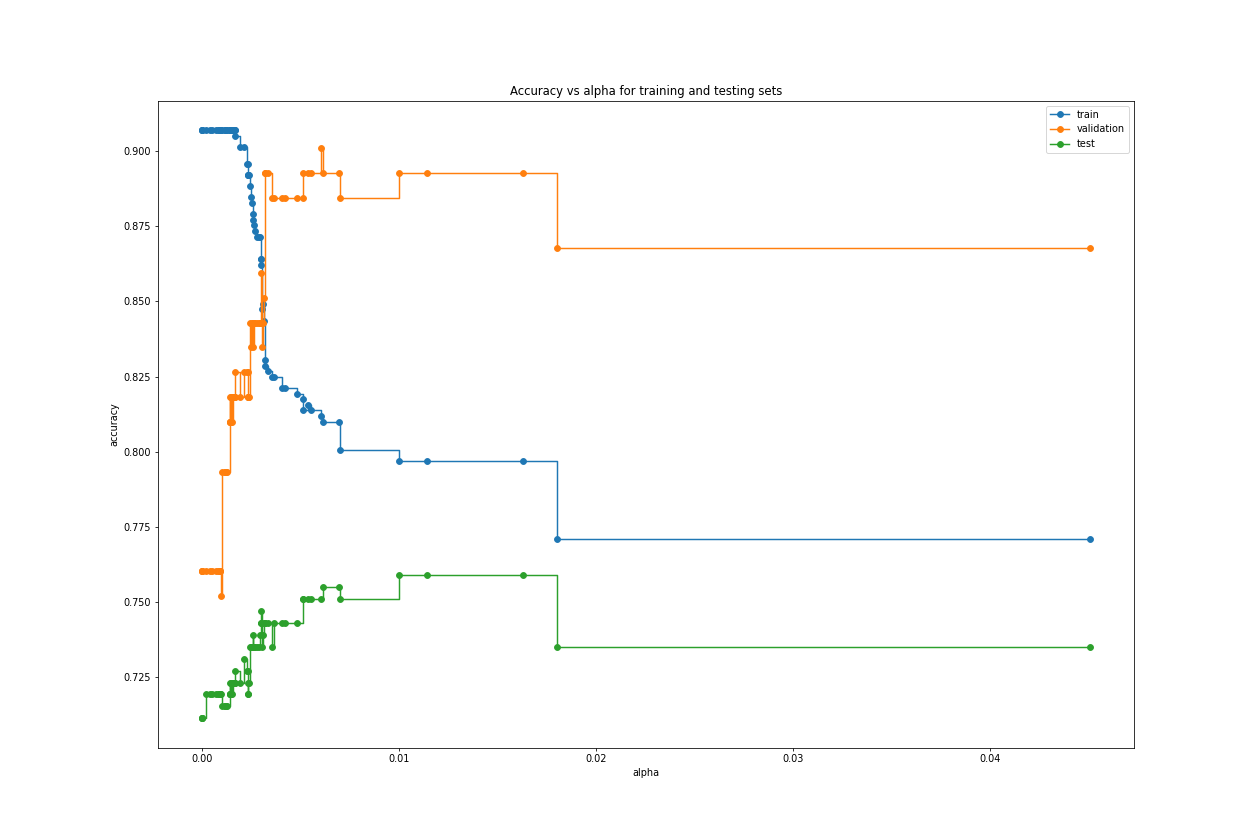 Accuracy vs alpha for training and testing sets
train
validation
test
0.900
0.875
0.850
0.825
0.800
0.775
0.750
0.725
accuracy
0.00 0.01 0.02 0.03 0.04
alpha